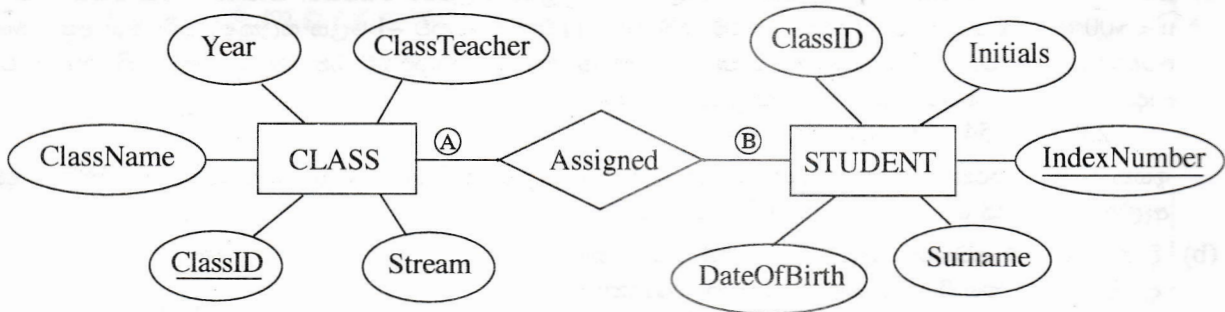 Year
ClassTeacher
ClassID
Initials
ClassName
CLASS
Ⓐ
Assigned
Ⓑ
STUDENT
IndexNumber
ClassID
Stream
DateOfBirth
Surname
(b)